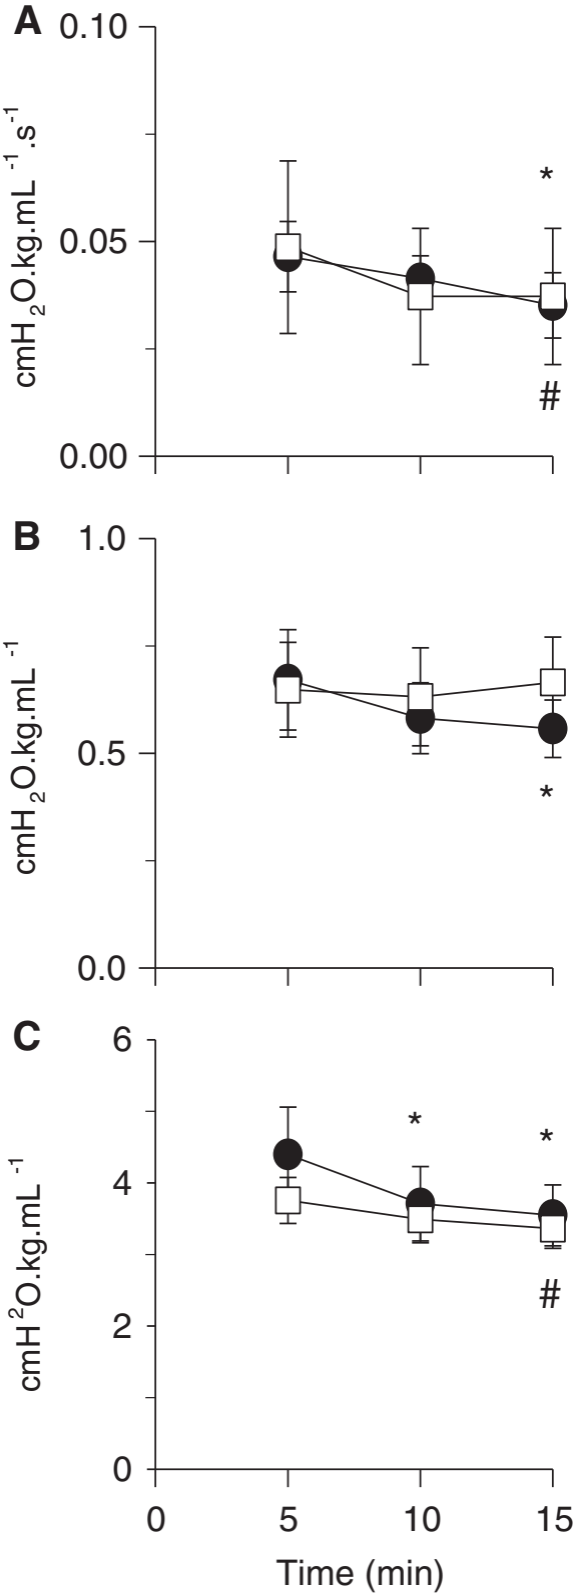 A
0.10
0.05
0.00
cmH₂O.kg.mL⁻¹.s⁻¹
*
#
B
1.0
0.5
0.0
cmH₂O.kg.mL⁻¹
*
C
6
4
2
0
cmH²O.kg.mL⁻¹
*
*
#
0 5 10 15
Time (min)